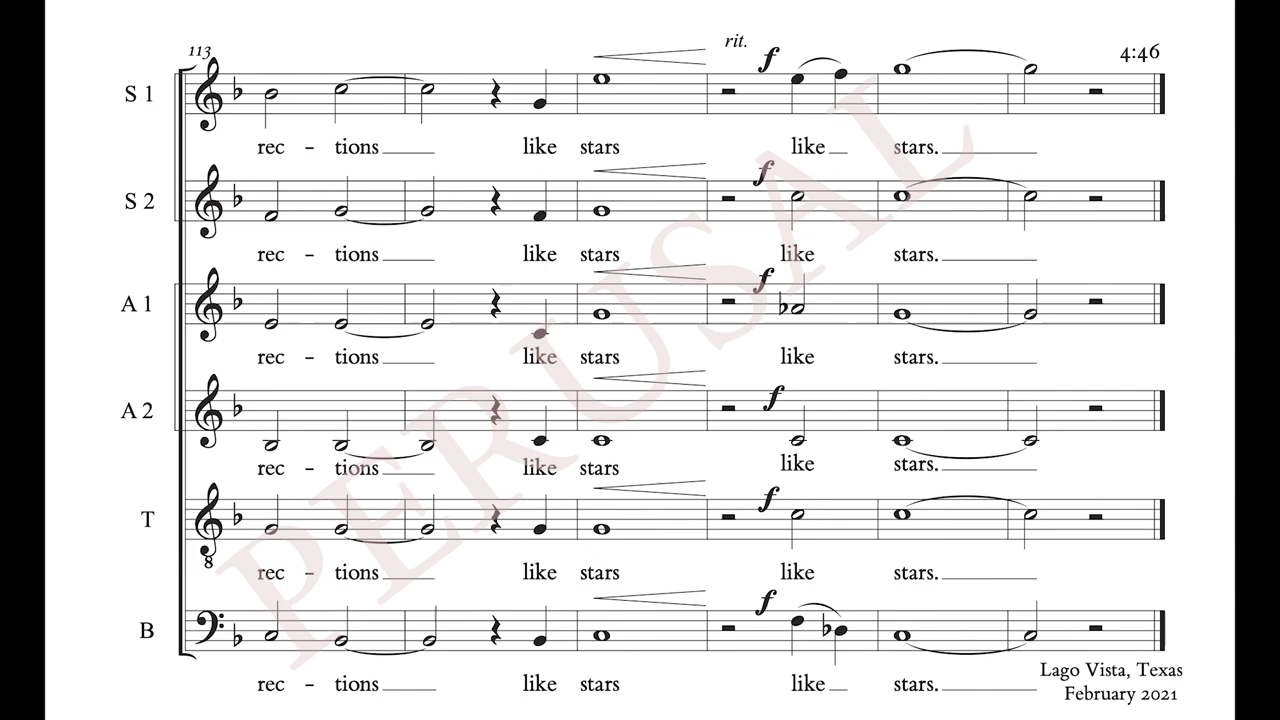 113
rit.
4:46
S 1
f
rec - tions like stars like stars.
S 2
f
rec - tions like stars like stars.
A 1
f
rec - tions like stars like stars.
A 2
f
rec - tions like stars like stars.
T
f
8
rec - tions like stars like stars.
B
f
rec - tions like stars like stars.
Lago Vista, Texas
February 2021
PERUSAL